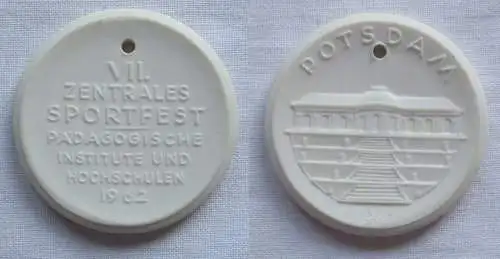 VII.
ZENTRALES
SPORTFEST
PÄDAGOGISCHE
INSTITUTE UND
HOCHSCHULEN
1962
POTSDAM